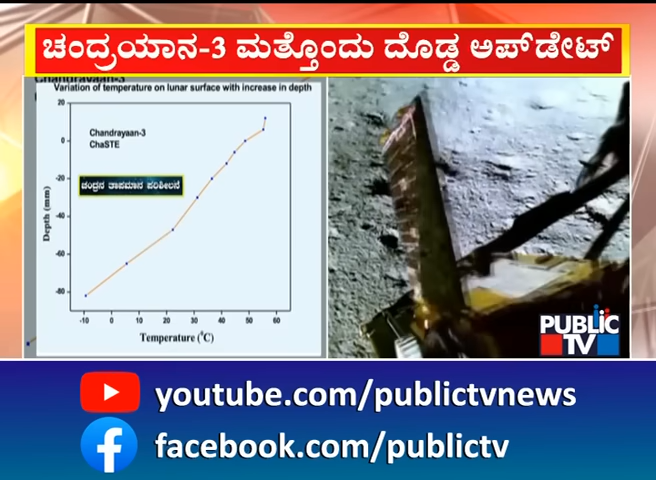 ಚಂದ್ರಯಾನ-3 ಮತ್ತೊಂದು ದೊಡ್ಡ ಅಪ್‌ಡೇಟ್
Chandrayaan-3
Variation of temperature on lunar surface with increase in depth
20
0
-20
-40
-60
-80
Depth (mm)
Chandrayaan-3
ChaSTE
ಚಂದ್ರನ ತಾಪಮಾನ ಪರಿಶೀಲನೆ
-10 0 10 20 30 40 50 60
Temperature (⁰C)
PUBLIC
TV
youtube.com/publictvnews
facebook.com/publictv